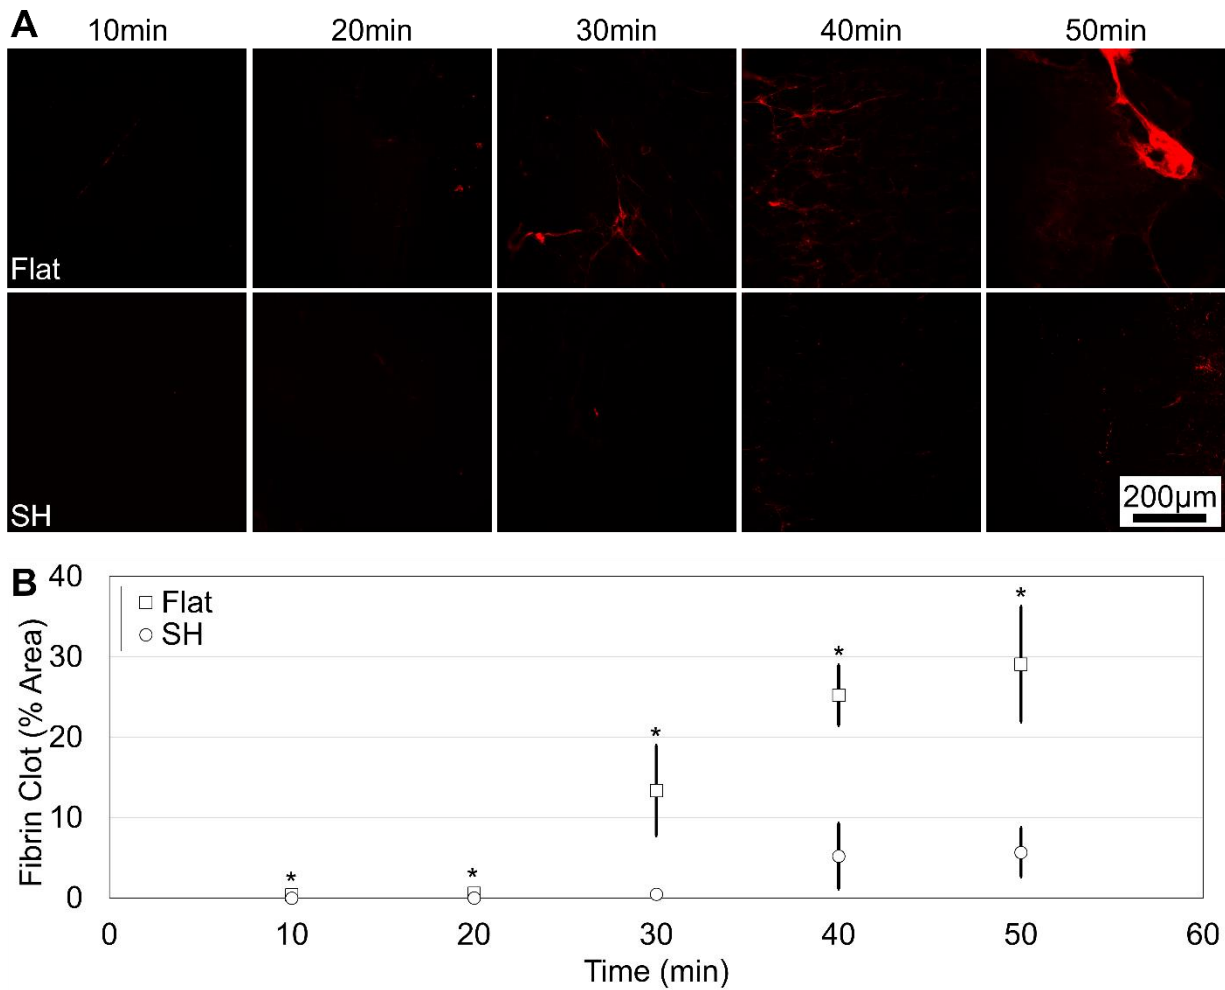 A
10min 20min 30min 40min 50min
Flat
SH
200μm
B
Fibrin Clot (% Area)
40
30
20
10
0
Flat
SH
*
*
*
*
*
0 10 20 30 40 50 60
Time (min)